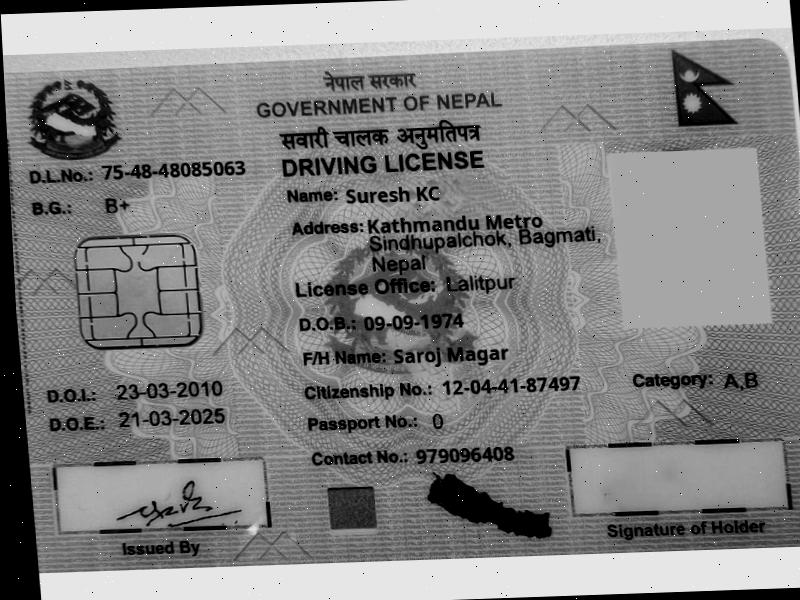 नेपाल सरकार
GOVERNMENT OF NEPAL
सवारी चालक अनुमतिपत्र
DRIVING LICENSE
D.L.No.: 75-48-48085063
B.G.: B+
Name: Suresh KC
Address: Kathmandu Metro
Sindhupalchok, Bagmati,
Nepal
License Office: Lalitpur
D.O.B.: 09-09-1974
F/H Name: Saroj Magar
D.O.I.: 23-03-2010
Citizenship No.: 12-04-41-87497
Category: A,B
D.O.E.: 21-03-2025
Passport No.: 0
Contact No.: 979096408
Issued By
Signature of Holder